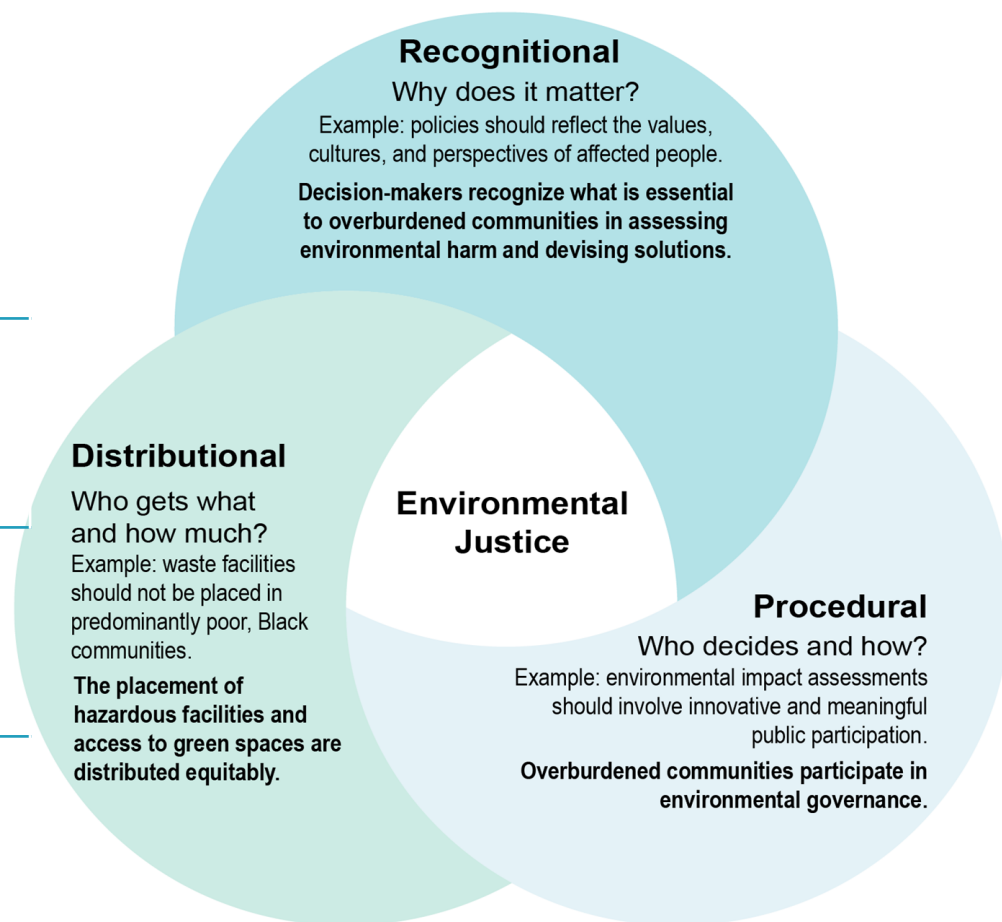 Recognitional
Why does it matter?
Example: policies should reflect the values,
cultures, and perspectives of affected people.
Decision-makers recognize what is essential
to overburdened communities in assessing
environmental harm and devising solutions.
Distributional
Who gets what
and how much?
Example: waste facilities
should not be placed in
predominantly poor, Black
communities.
The placement of
hazardous facilities and
access to green spaces are
distributed equitably.
Environmental
Justice
Procedural
Who decides and how?
Example: environmental impact assessments
should involve innovative and meaningful
public participation.
Overburdened communities participate in
environmental governance.